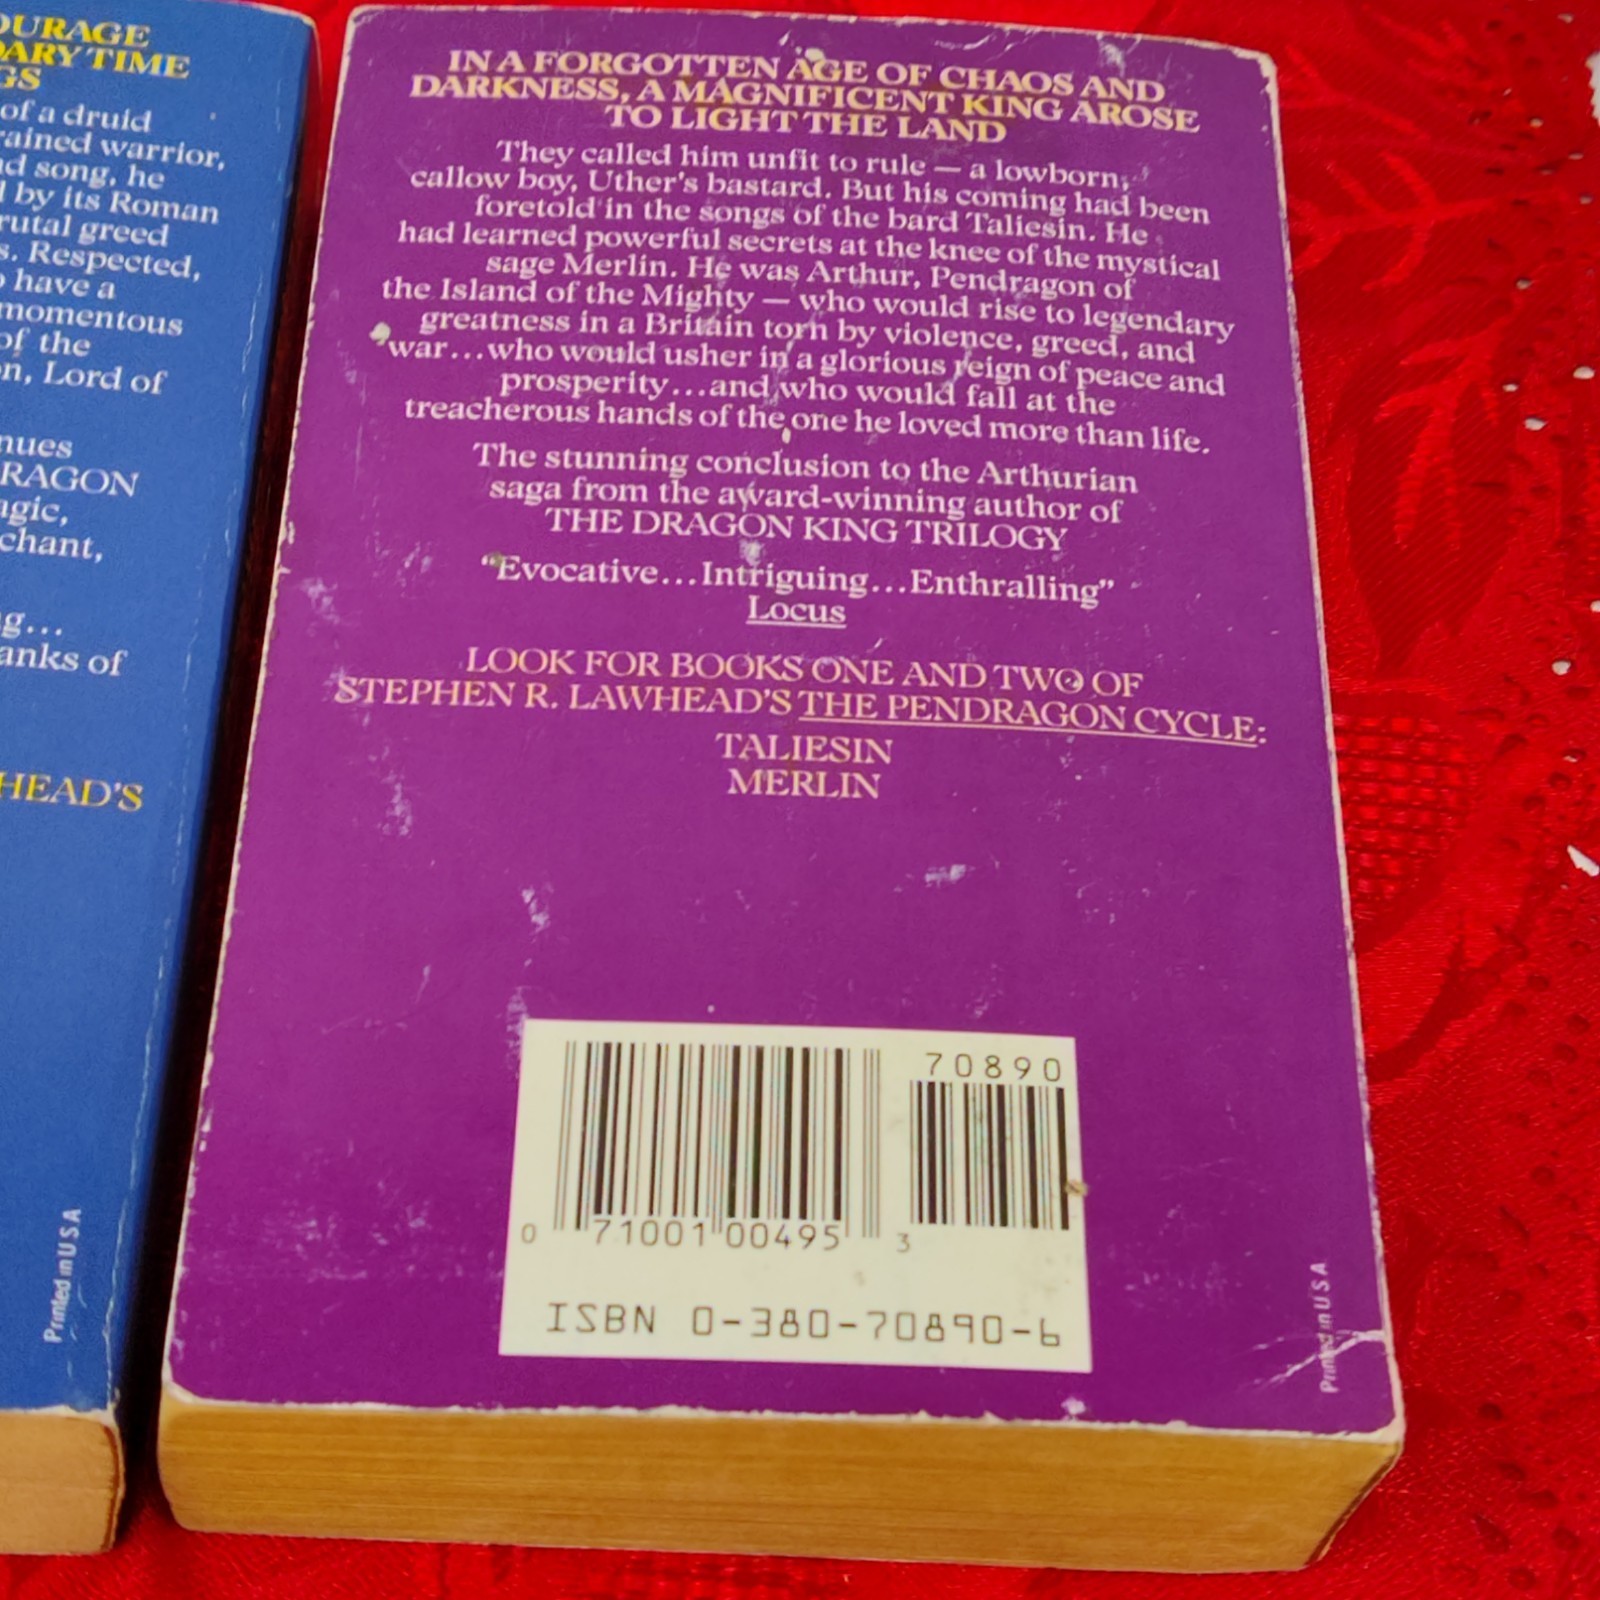 OURAGE
DARY TIME
GS
of a druid
rained warrior,
nd song, he
d by its Roman
rutal greed
s. Respected,
o have a
momentous
of the
on, Lord of
nues
RAGON
agic,
chant,
g...
anks of
HEAD'S
Printed in U S A
IN A FORGOTTEN AGE OF CHAOS AND
DARKNESS, A MAGNIFICENT KING AROSE
TO LIGHT THE LAND
They called him unfit to rule — a lowborn,
callow boy, Uther's bastard. But his coming had been
foretold in the songs of the bard Taliesin. He
had learned powerful secrets at the knee of the mystical
sage Merlin. He was Arthur, Pendragon of
the Island of the Mighty — who would rise to legendary
greatness in a Britain torn by violence, greed, and
war...who would usher in a glorious reign of peace and
prosperity...and who would fall at the
treacherous hands of the one he loved more than life.
The stunning conclusion to the Arthurian
saga from the award-winning author of
THE DRAGON KING TRILOGY
“Evocative...Intriguing...Enthralling”
Locus
LOOK FOR BOOKS ONE AND TWO OF
STEPHEN R. LAWHEAD'S THE PENDRAGON CYCLE:
TALIESIN
MERLIN
70890
0 71001 00495 3
ISBN 0-380-70890-6
Printed in U S A